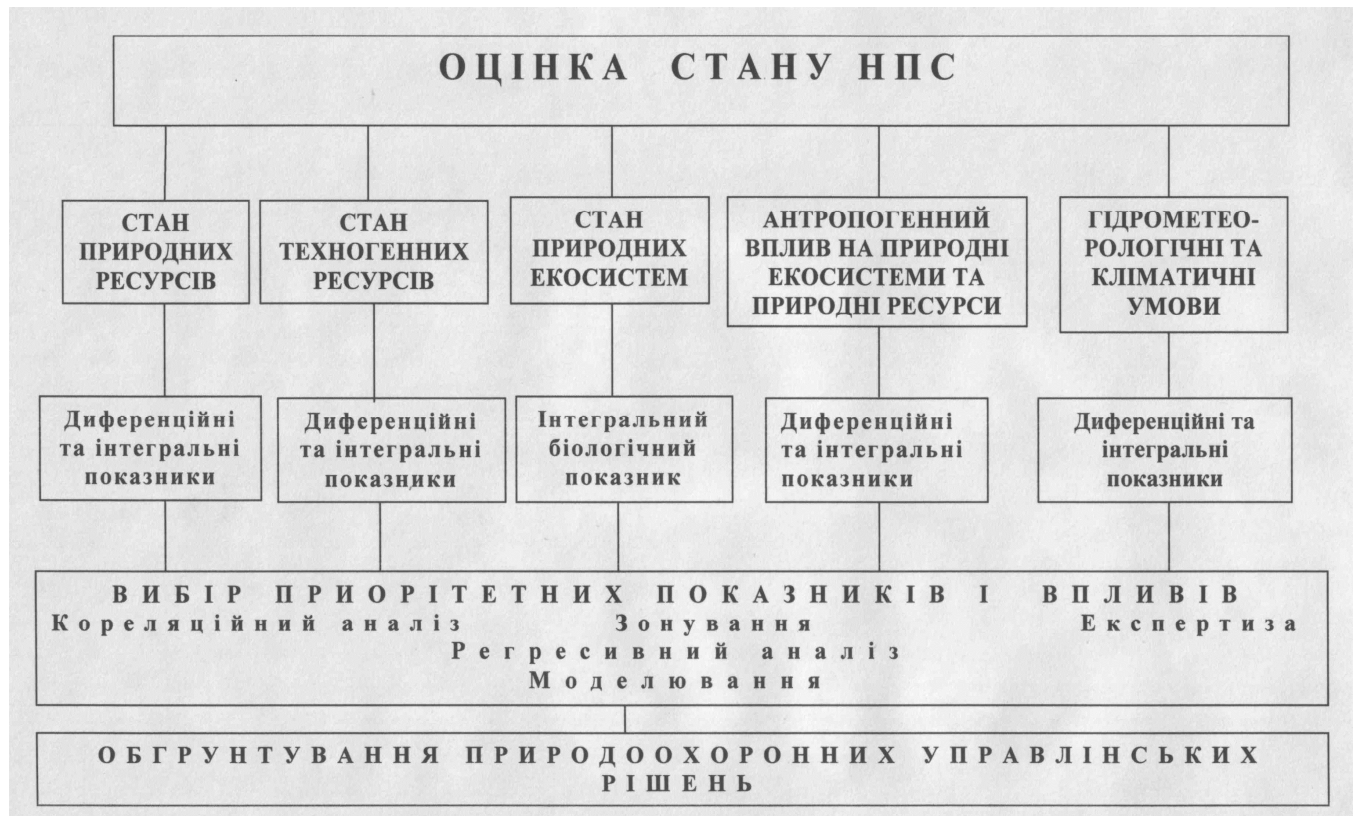 ОЦІНКА СТАНУ НПС
СТАН
ПРИРОДНИХ
РЕСУРСІВ
СТАН
ТЕХНОГЕННИХ
РЕСУРСІВ
СТАН
ПРИРОДНИХ
ЕКОСИСТЕМ
АНТРОПОГЕННИЙ
ВПЛИВ НА ПРИРОДНІ
ЕКОСИСТЕМИ ТА
ПРИРОДНІ РЕСУРСИ
ГІДРОМЕТЕО-
РОЛОГІЧНІ ТА
КЛІМАТИЧНІ
УМОВИ
Диференційні
та інтегральні
показники
Диференційні
та інтегральні
показники
Інтегральний
біологічний
показник
Диференційні
та інтегральні
показники
Диференційні та
інтегральні
показники
ВИБІР ПРИОРІТЕТНИХ ПОКАЗНИКІВ І ВПЛИВІВ
Кореляційний аналіз Зонування Експертиза
Регресивний аналіз
Моделювання
ОБГРУНТУВАННЯ ПРИРОДООХОРОННИХ УПРАВЛІНСЬКИХ
РІШЕНЬ